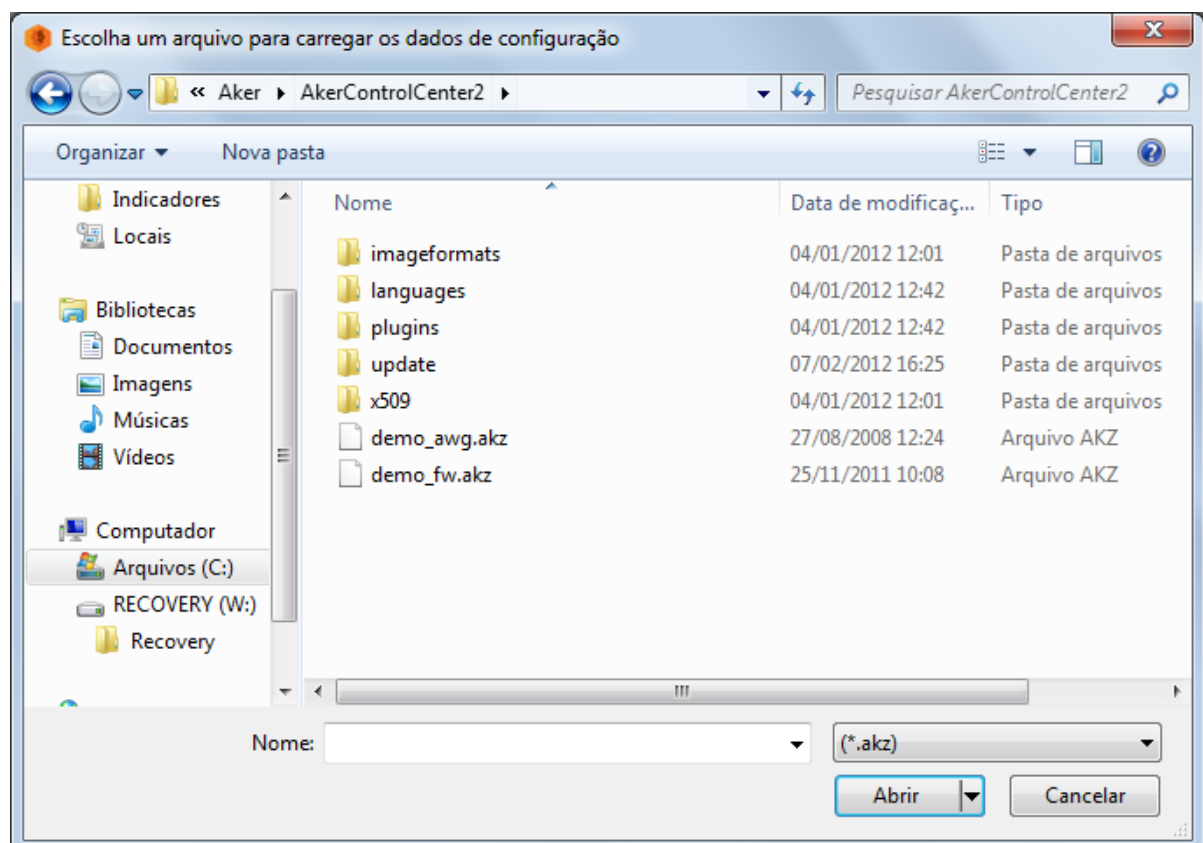 Escolha um arquivo para carregar os dados de configuração
x
« Aker ▸ AkerControlCenter2 ▸ Pesquisar AkerControlCenter2
Organizar Nova pasta ?
Indicadores
Locais
Bibliotecas
Documentos
Imagens
Músicas
Vídeos
Computador
Arquivos (C:)
RECOVERY (W:)
Recovery
Nome Data de modificaç... Tipo
imageformats 04/01/2012 12:01 Pasta de arquivos
languages 04/01/2012 12:42 Pasta de arquivos
plugins 04/01/2012 12:42 Pasta de arquivos
update 07/02/2012 16:25 Pasta de arquivos
x509 04/01/2012 12:01 Pasta de arquivos
demo_awg.akz 27/08/2008 12:24 Arquivo AKZ
demo_fw.akz 25/11/2011 10:08 Arquivo AKZ
Nome: (*.akz)
Abrir Cancelar